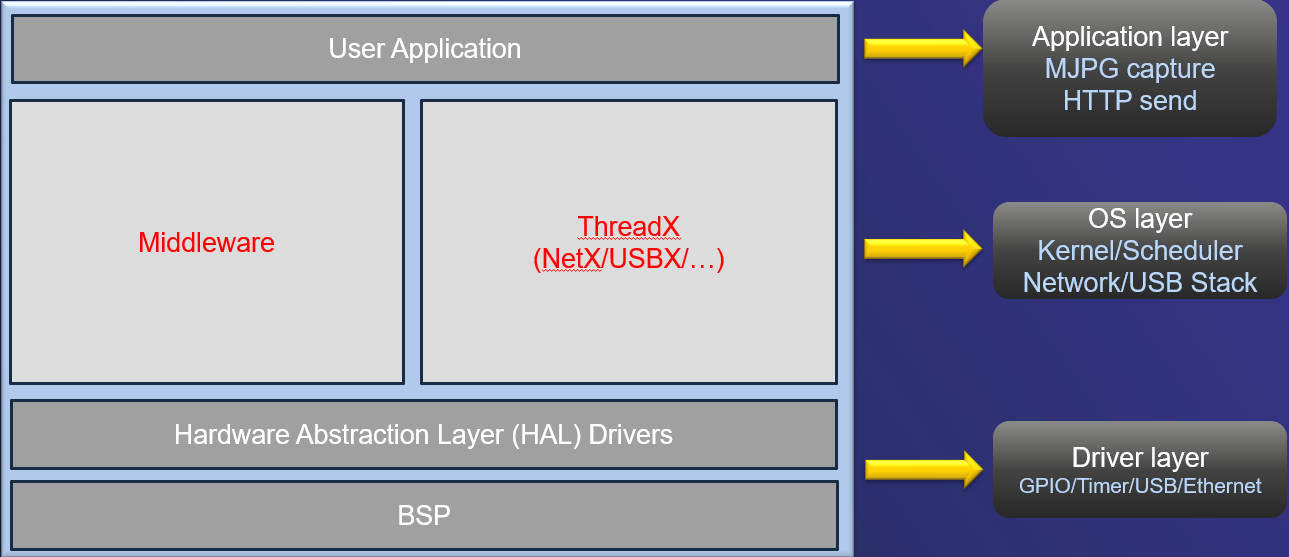 User Application
Application layer
MJPG capture
HTTP send
Middleware
ThreadX
(NetX/USBX/…)
OS layer
Kernel/Scheduler
Network/USB Stack
Hardware Abstraction Layer (HAL) Drivers
BSP
Driver layer
GPIO/Timer/USB/Ethernet